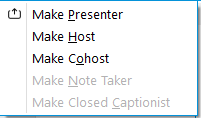 Make Presenter
Make Host
Make Cohost
Make Note Taker
Make Closed Captionist